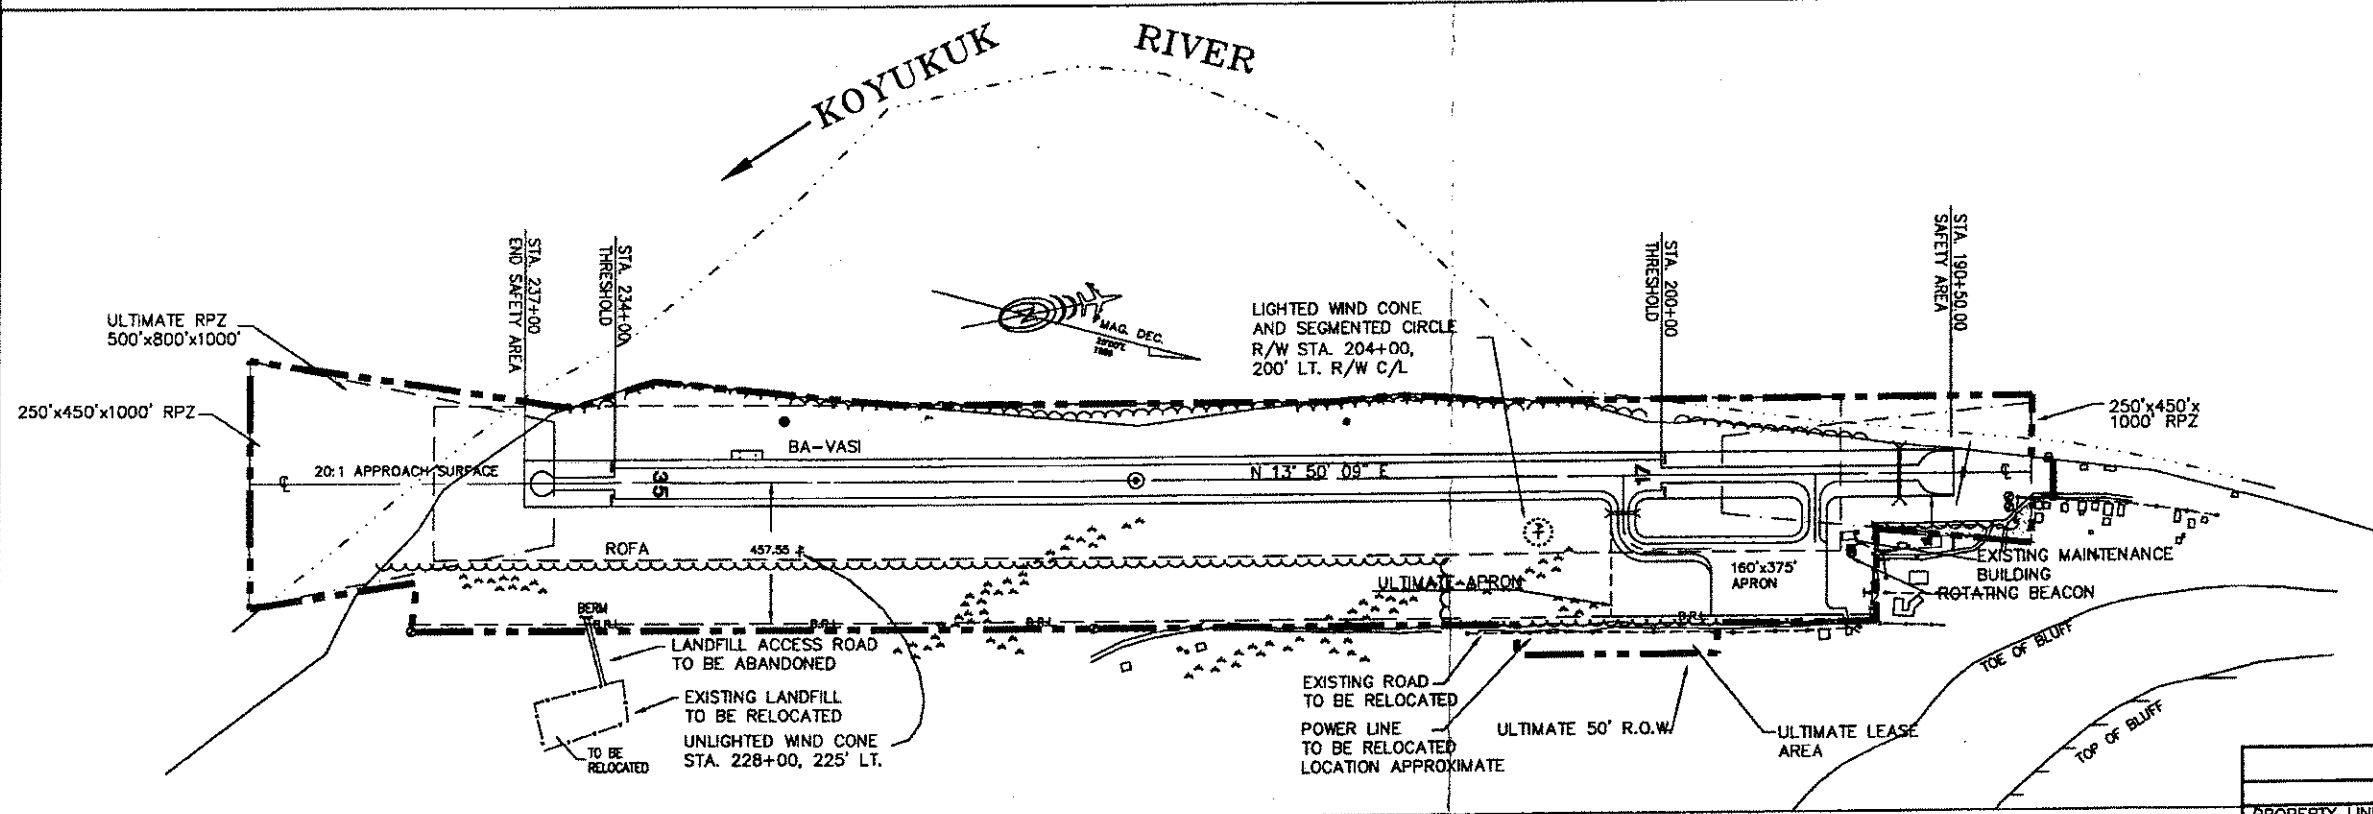 KOYUKUK
RIVER
STA. 237+00
END SAFETY AREA
STA. 234+00
THRESHOLD
STA. 200+00
THRESHOLD
STA. 190+50.00
SAFETY AREA
ULTIMATE RPZ
500'x800'x1000'
250'x450'x1000' RPZ
MAG. DEC.
LIGHTED WIND CONE
AND SEGMENTED CIRCLE
R/W STA. 204+00,
200' LT. R/W C/L
250'x450'x
1000' RPZ
BA-VASI
20:1 APPROACH SURFACE
35
N 13° 50' 09" E
17
ROFA
457.55
ULTIMATE APRON
160'x375'
APRON
EXISTING MAINTENANCE
BUILDING
ROTATING BEACON
BERM
B.R.L
B.R.L
B.R.L
B.R.L
LANDFILL ACCESS ROAD
TO BE ABANDONED
EXISTING LANDFILL
TO BE RELOCATED
UNLIGHTED WIND CONE
STA. 228+00, 225' LT.
TO BE
RELOCATED
EXISTING ROAD
TO BE RELOCATED
POWER LINE
TO BE RELOCATED
LOCATION APPROXIMATE
ULTIMATE 50' R.O.W.
ULTIMATE LEASE
AREA
TOE OF BLUFF
TOP OF BLUFF
PROPERTY LIN